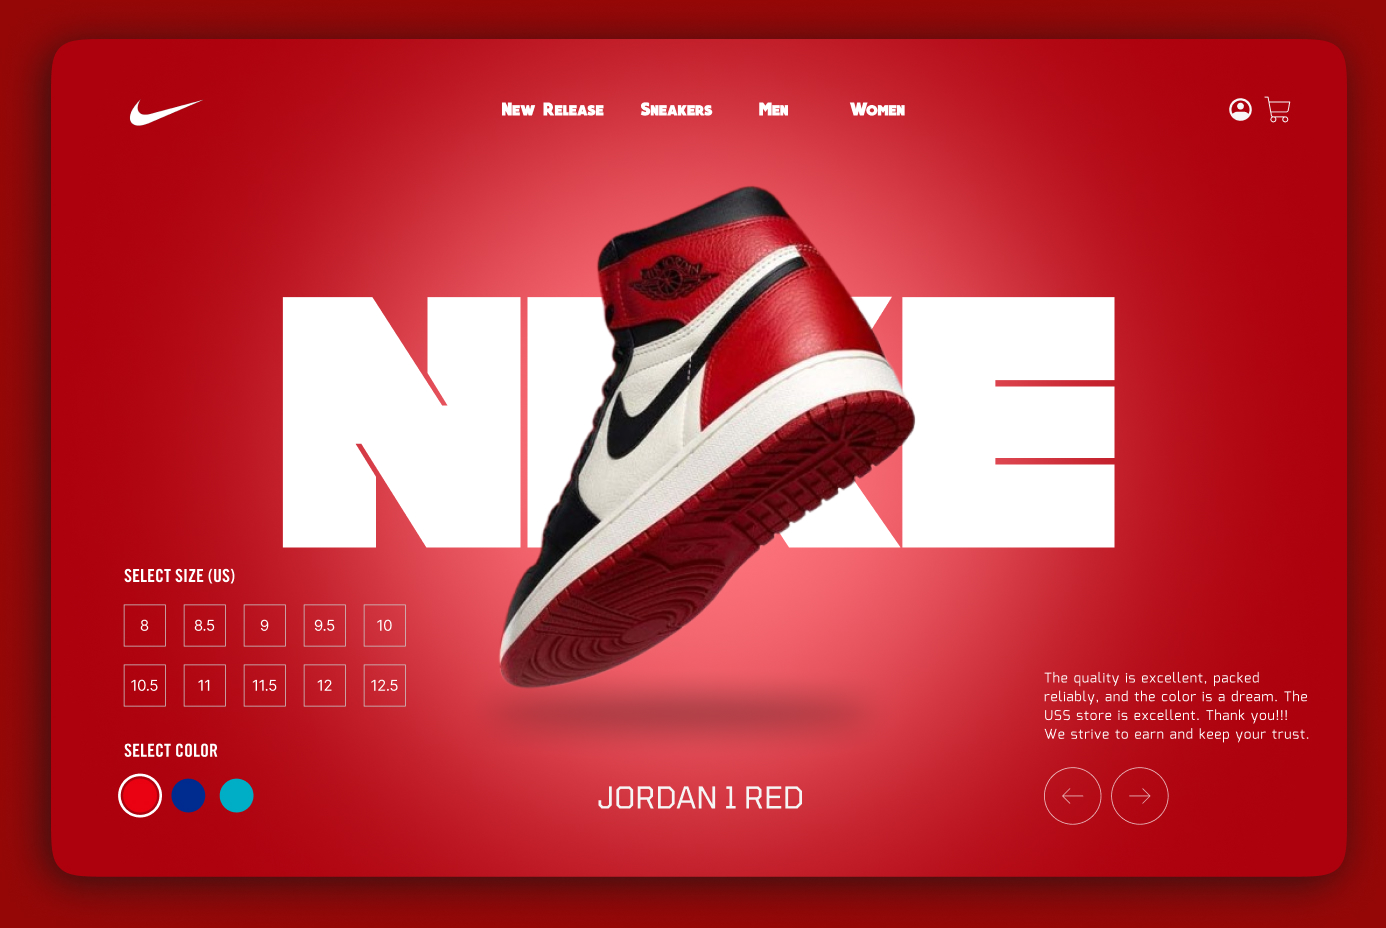 New Release Sneakers Men Women
AIR JORDAN
NIKE
SELECT SIZE (US)
8 8.5 9 9.5 10
10.5 11 11.5 12 12.5
SELECT COLOR
The quality is excellent, packed
reliably, and the color is a dream. The
USS store is excellent. Thank you!!!
We strive to earn and keep your trust.
JORDAN 1 RED